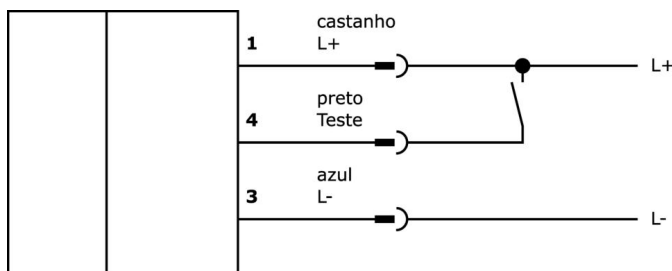 castanho
1 L+ L+
preto
4 Teste
azul
3 L- L-